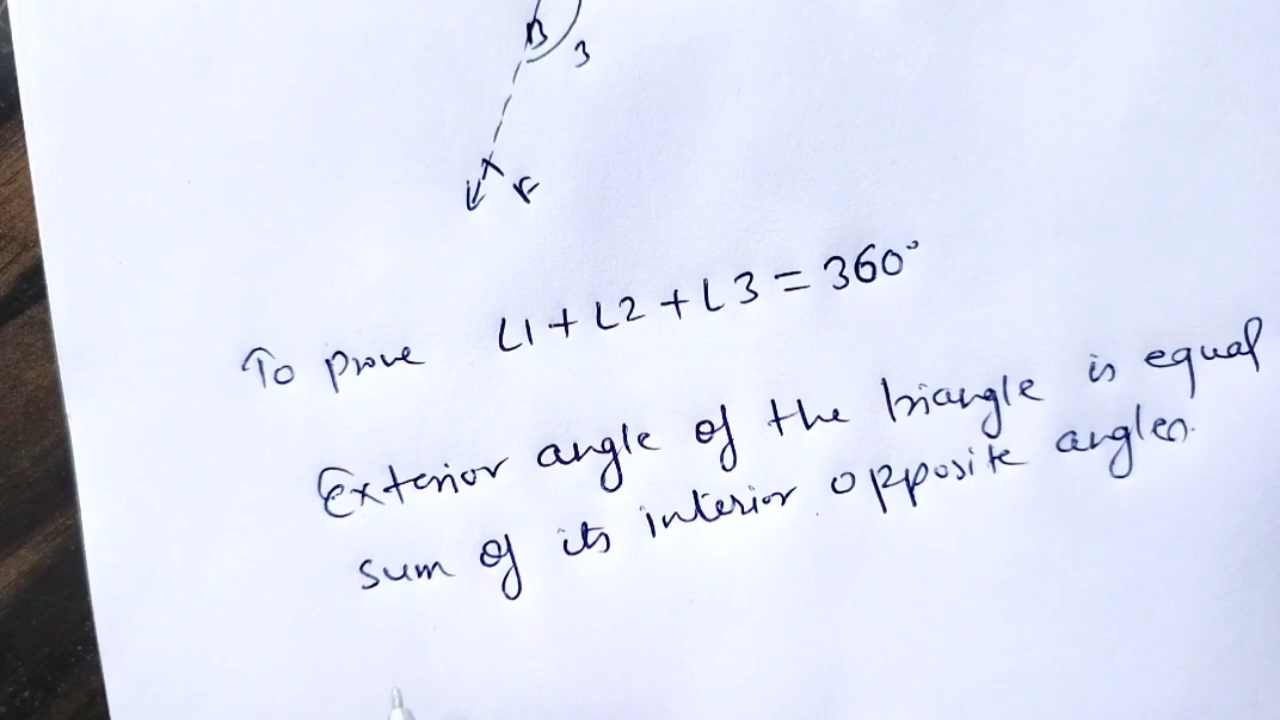 B
3
F
To prove ∠1 + ∠2 + ∠3 = 360°
Exterior angle of the triangle is equal
sum of its interior opposite angles.